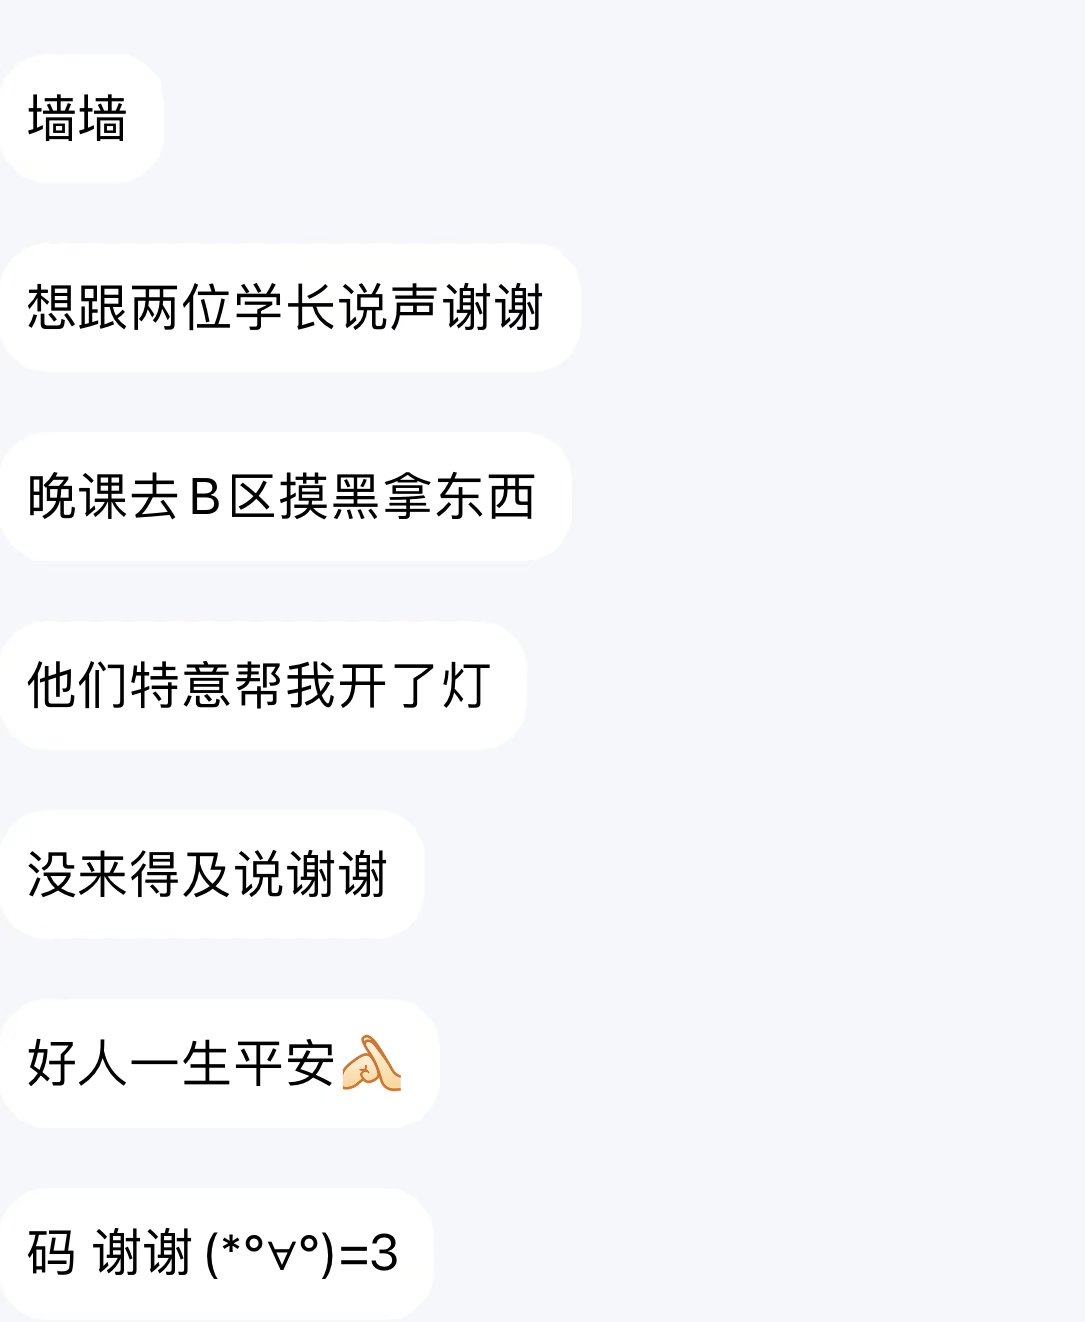 墙墙
想跟两位学长说声谢谢
晚课去B区摸黑拿东西
他们特意帮我开了灯
没来得及说谢谢
好人一生平安🙏🏻
码 谢谢 (*°∀°)=3